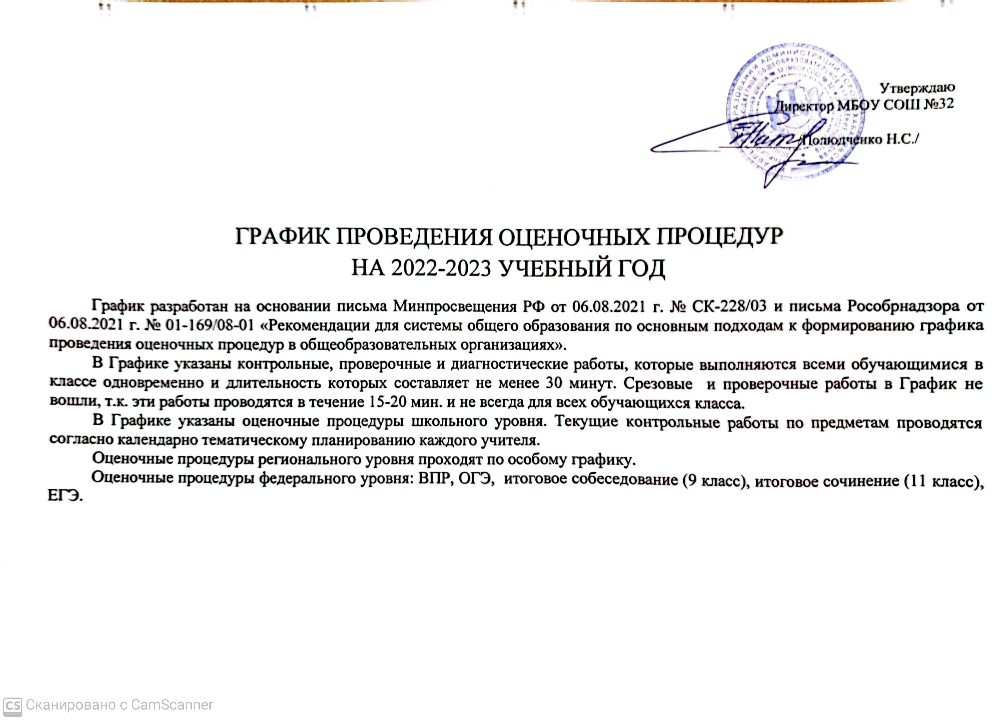 Утверждаю
Директор МБОУ СОШ №32
/Полюдченко Н.С./
ГРАФИК ПРОВЕДЕНИЯ ОЦЕНОЧНЫХ ПРОЦЕДУР
НА 2022-2023 УЧЕБНЫЙ ГОД
График разработан на основании письма Минпросвещения РФ от 06.08.2021 г. № СК-228/03 и письма Рособрнадзора от
06.08.2021 г. № 01-169/08-01 «Рекомендации для системы общего образования по основным подходам к формированию графика
проведения оценочных процедур в общеобразовательных организациях».
В Графике указаны контрольные, проверочные и диагностические работы, которые выполняются всеми обучающимися в
классе одновременно и длительность которых составляет не менее 30 минут. Срезовые и проверочные работы в График не
вошли, т.к. эти работы проводятся в течение 15-20 мин. и не всегда для всех обучающихся класса.
В Графике указаны оценочные процедуры школьного уровня. Текущие контрольные работы по предметам проводятся
согласно календарно тематическому планированию каждого учителя.
Оценочные процедуры регионального уровня проходят по особому графику.
Оценочные процедуры федерального уровня: ВПР, ОГЭ, итоговое собеседование (9 класс), итоговое сочинение (11 класс),
ЕГЭ.
CS Сканировано с CamScanner